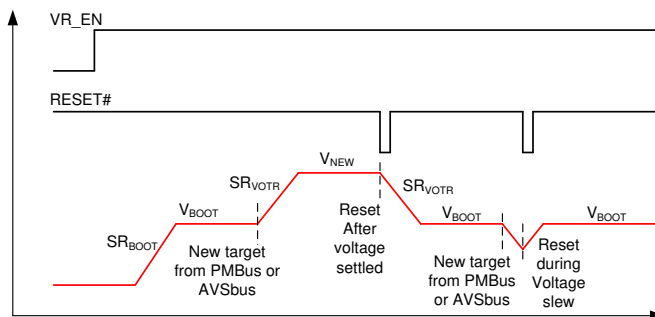 VR_EN
RESET#
V_NEW
SR_VOTR
SR_VOTR
V_BOOT
V_BOOT
V_BOOT
SR_BOOT
New target
from PMBus or
AVSbus
Reset
After
voltage
settled
New target
from PMBus
or AVSbus
Reset
during
Voltage
slew